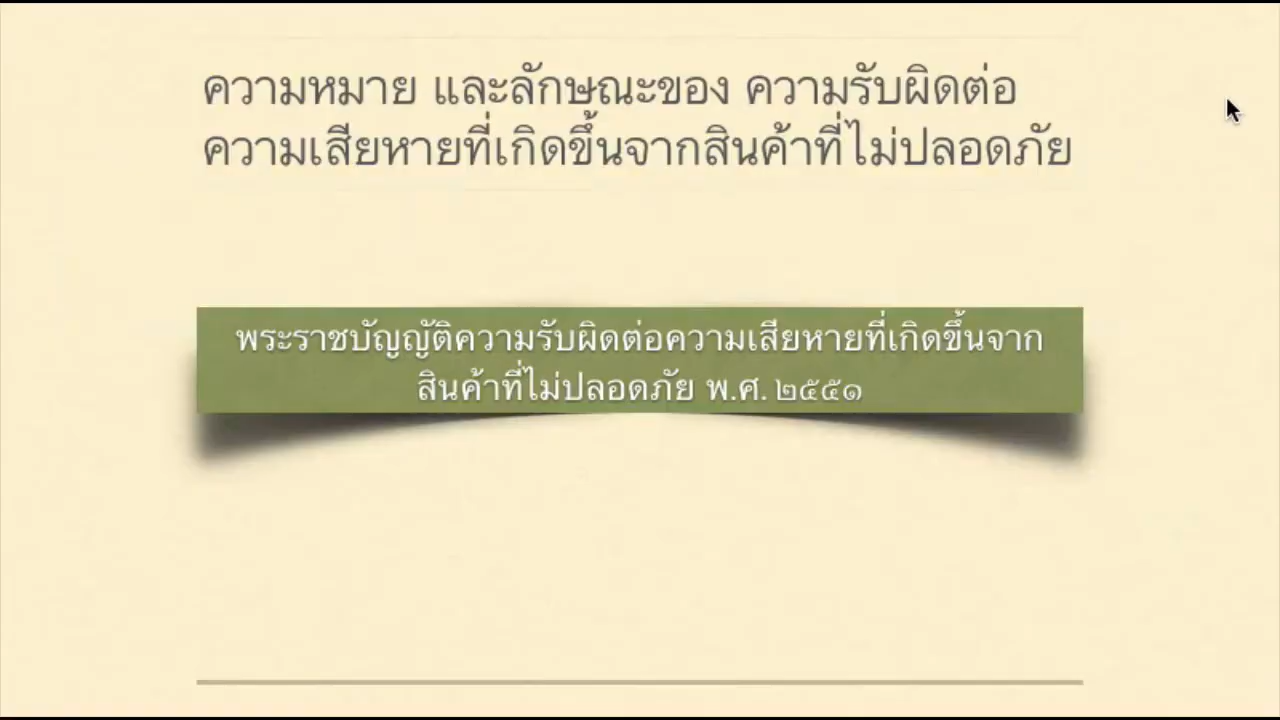 ความหมาย และลักษณะของ ความรับผิดต่อ
ความเสียหายที่เกิดขึ้นจากสินค้าที่ไม่ปลอดภัย
พระราชบัญญัติความรับผิดต่อความเสียหายที่เกิดขึ้นจาก
สินค้าที่ไม่ปลอดภัย พ.ศ. ๒๕๕๑